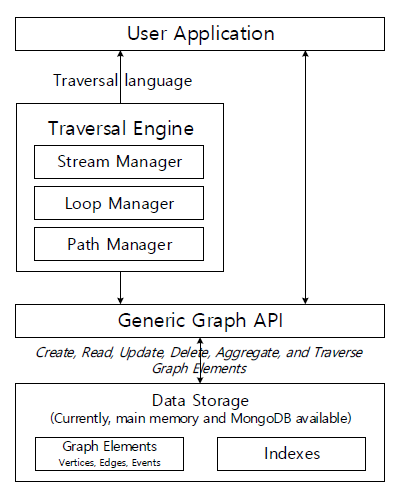 User Application
Traversal language
Traversal Engine
Stream Manager
Loop Manager
Path Manager
Generic Graph API
Create, Read, Update, Delete, Aggregate, and Traverse
Graph Elements
Data Storage
(Currently, main memory and MongoDB available)
Graph Elements
Vertices, Edges, Events
Indexes